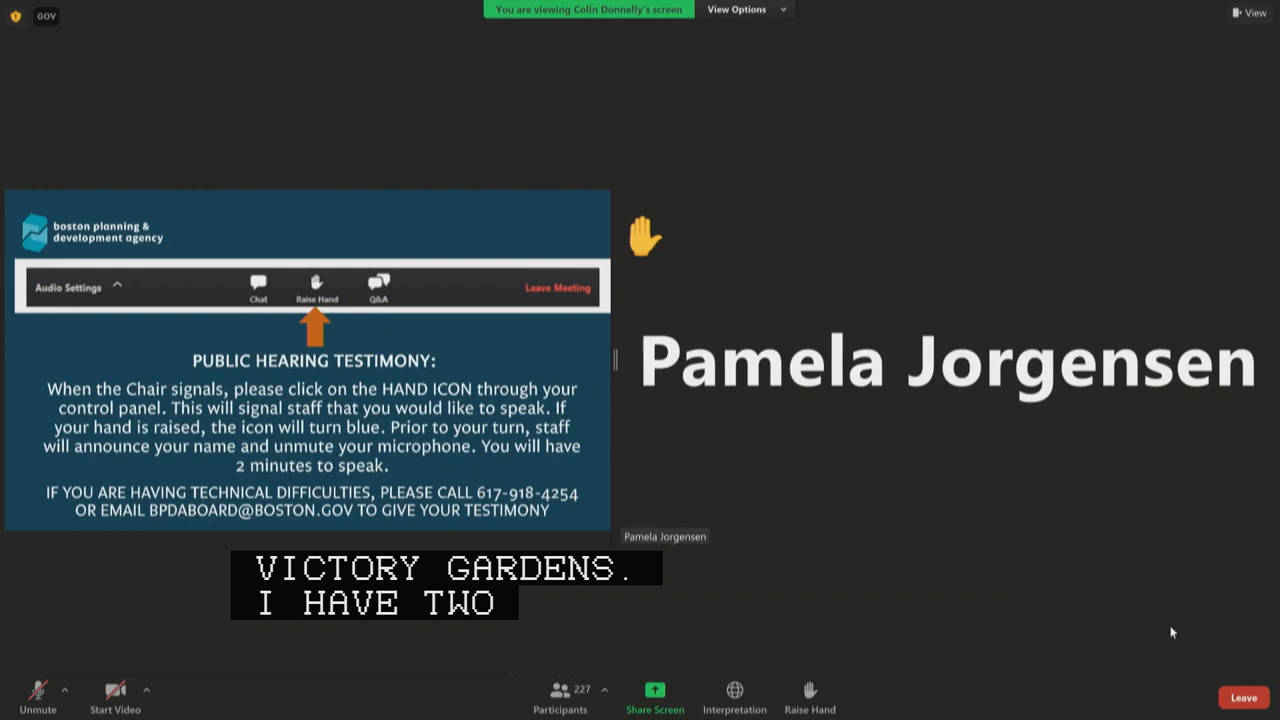 GOV
You are viewing Colin Donnelly's screen
View Options
View
boston planning &
development agency
Audio Settings
Chat
Raise Hand
Q&A
Leave Meeting
PUBLIC HEARING TESTIMONY:
When the Chair signals, please click on the HAND ICON through your
control panel. This will signal staff that you would like to speak. If
your hand is raised, the icon will turn blue. Prior to your turn, staff
will announce your name and unmute your microphone. You will have
2 minutes to speak.
IF YOU ARE HAVING TECHNICAL DIFFICULTIES, PLEASE CALL 617-918-4254
OR EMAIL BPDABOARD@BOSTON.GOV TO GIVE YOUR TESTIMONY
Pamela Jorgensen
Pamela Jorgensen
VICTORY GARDENS.
I HAVE TWO
Unmute
Start Video
227
Participants
Share Screen
Interpretation
Raise Hand
Leave